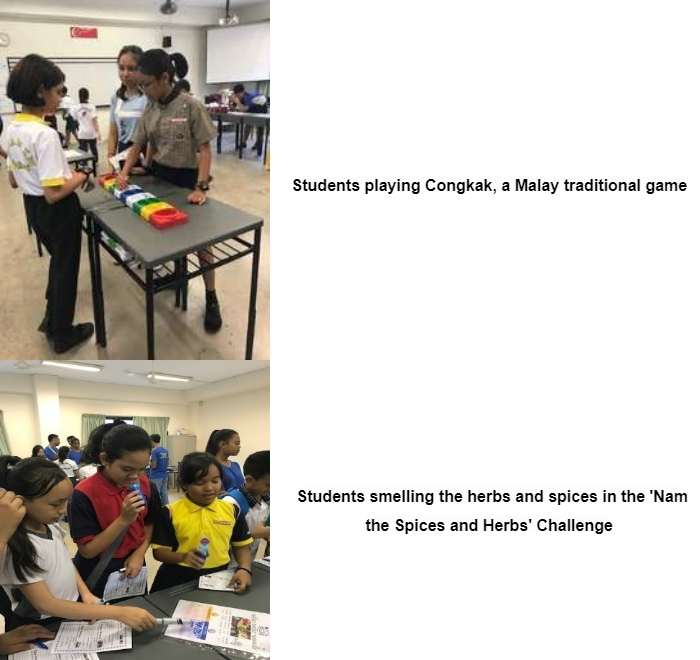 Students playing Congkak, a Malay traditional game
Students smelling the herbs and spices in the 'Nam
the Spices and Herbs' Challenge